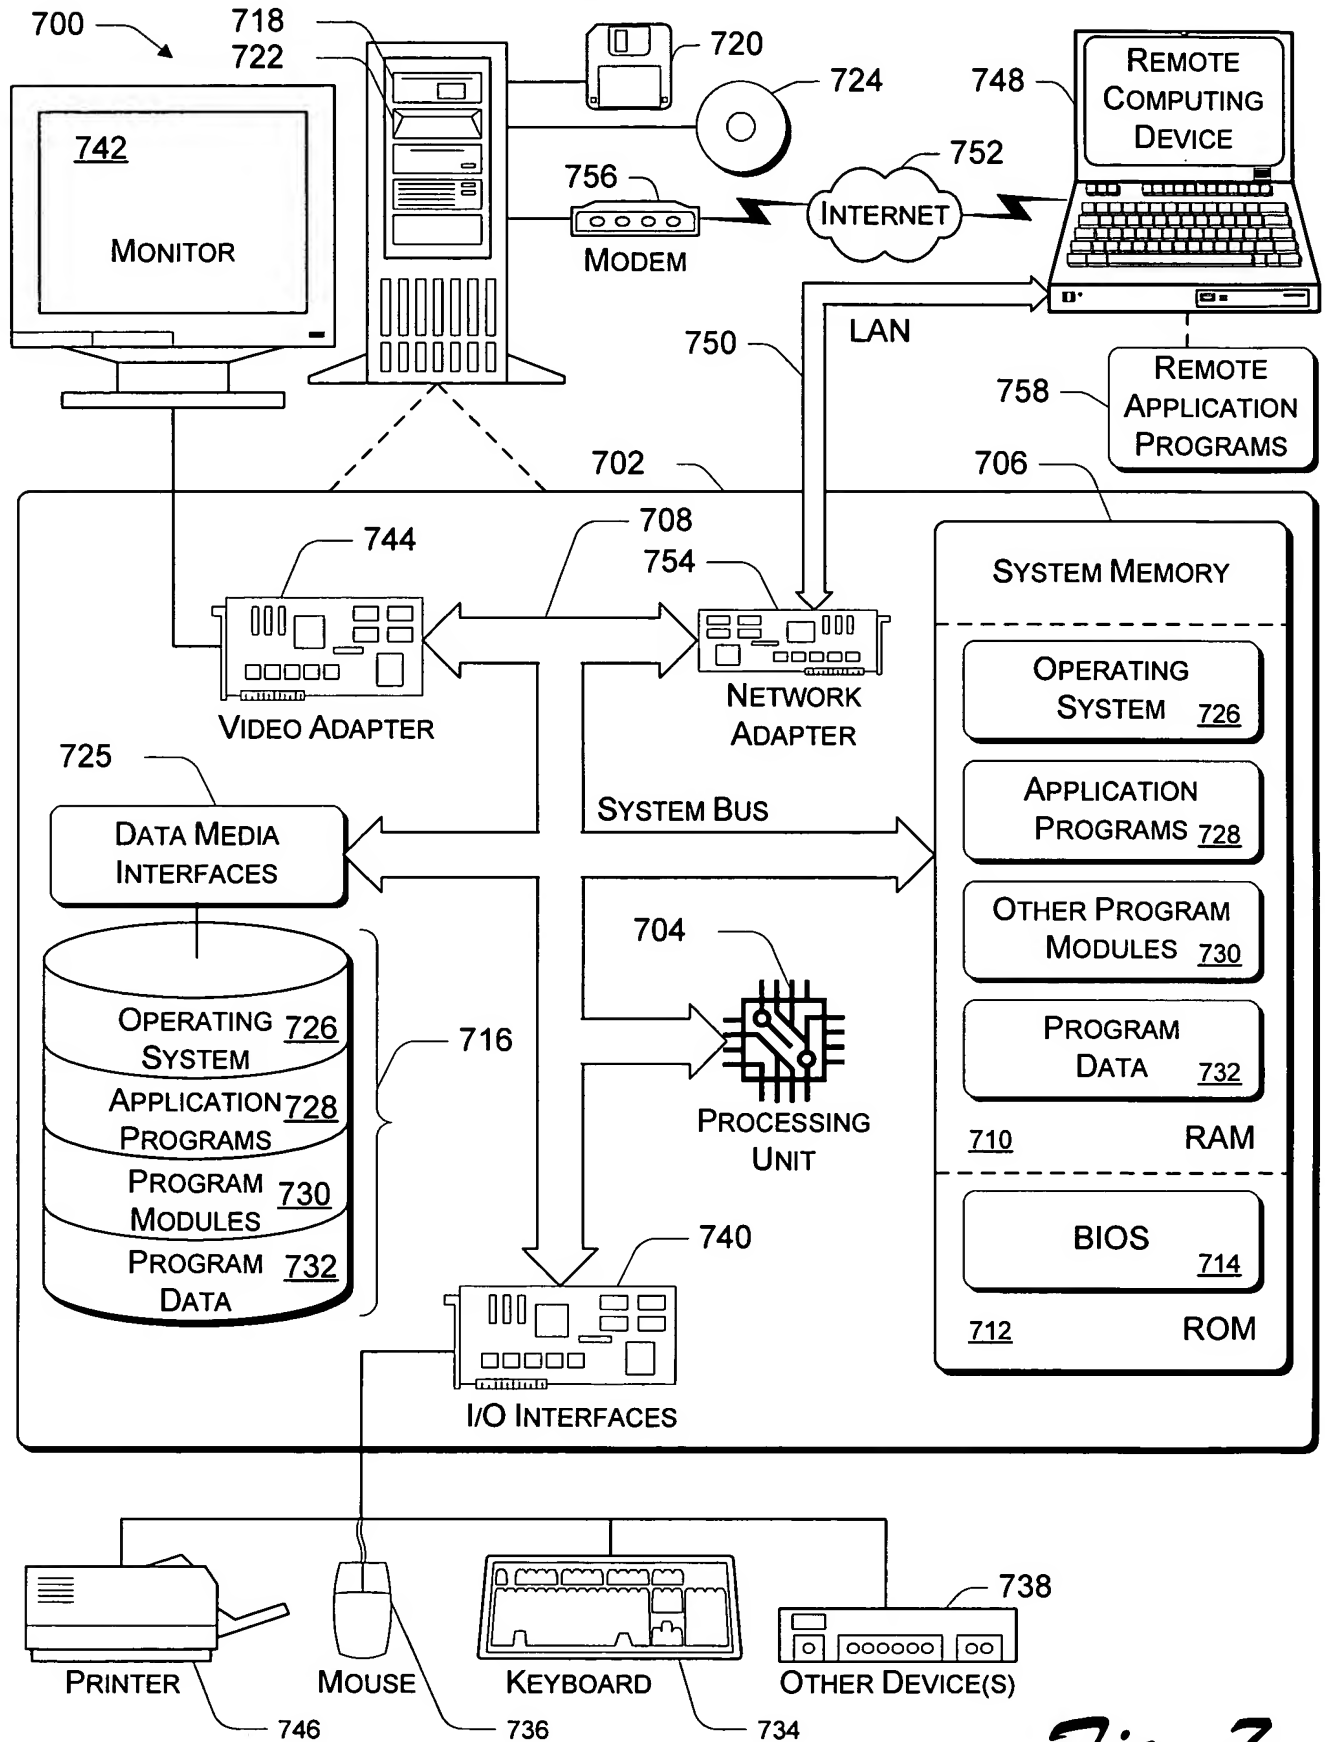 700
718
722
720
724
748
REMOTE
COMPUTING
DEVICE
742
MONITOR
756
MODEM
752
INTERNET
LAN
750
758
REMOTE
APPLICATION
PROGRAMS
702
706
708
744
754
VIDEO ADAPTER
NETWORK
ADAPTER
SYSTEM MEMORY
OPERATING
SYSTEM 726
APPLICATION
PROGRAMS 728
OTHER PROGRAM
MODULES 730
PROGRAM
DATA 732
710 RAM
BIOS
714
712 ROM
725
DATA MEDIA
INTERFACES
SYSTEM BUS
704
PROCESSING
UNIT
OPERATING 726
SYSTEM
APPLICATION 728
PROGRAMS
PROGRAM 730
MODULES
PROGRAM 732
DATA
716
740
I/O INTERFACES
738
PRINTER
MOUSE
KEYBOARD
OTHER DEVICE(S)
746
736
734
Fig. 7